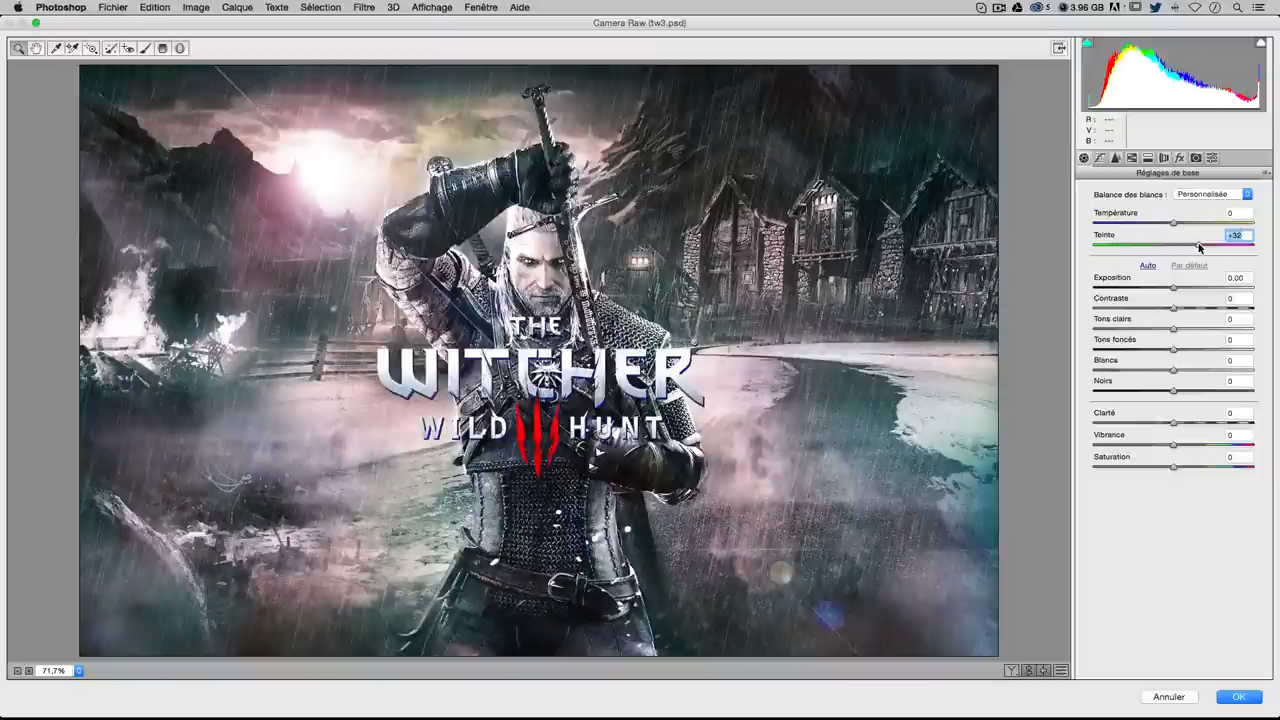 Photoshop Fichier Edition Image Calque Texte Sélection Filtre 3D Affichage Fenêtre Aide 5 3.96 GB
Camera Raw (tw3.psd)
R : ---
V : ---
B : ---
Réglages de base
Balance des blancs : Personnalisée
Température 0
Teinte +32
Auto Par défaut
Exposition 0,00
Contraste 0
Tons clairs 0
Tons foncés 0
Blancs 0
Noirs 0
Clarté 0
Vibrance 0
Saturation 0
THE
WITCHER
WILD III HUNT
71,7% Y
Annuler OK